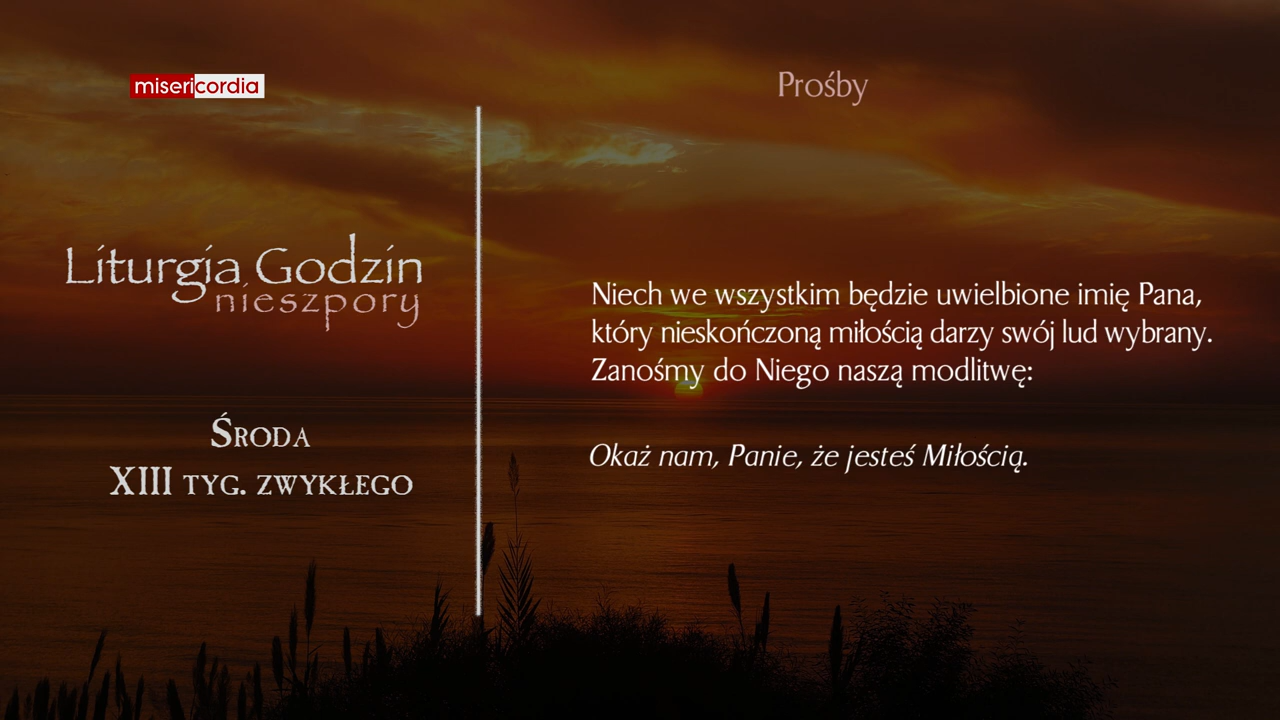 misericordia
Liturgia Godzin
nieszpory
Środa
XIII tyg. zwykłego
Prośby
Niech we wszystkim będzie uwielbione imię Pana,
który nieskończoną miłością darzy swój lud wybrany.
Zanośmy do Niego naszą modlitwę:
Okaż nam, Panie, że jesteś Miłością.